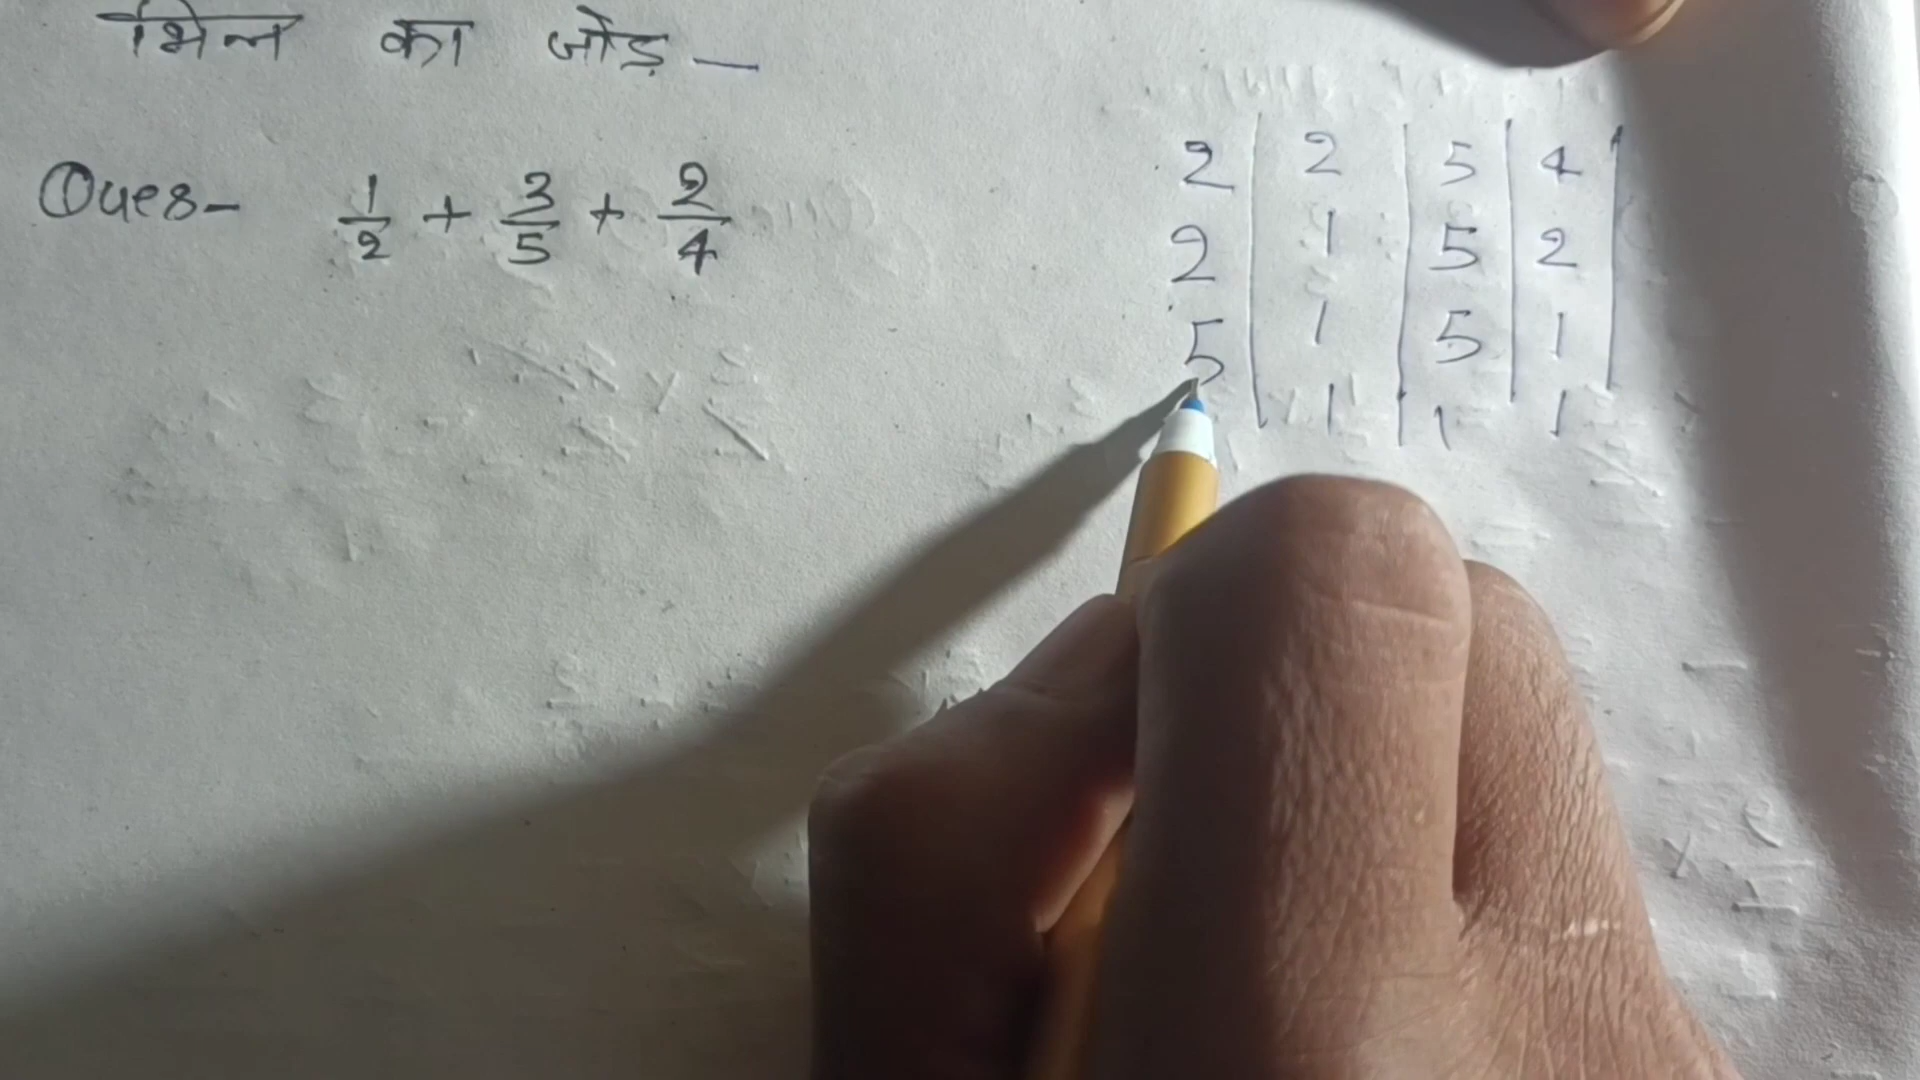 भिन्न का जोड़ —
Ques- 1/2 + 3/5 + 2/4
2 | 2 | 5 | 4 |
2 | 1 | 5 | 2 |
5 | 1 | 5 | 1 |
| 1 | 1 1